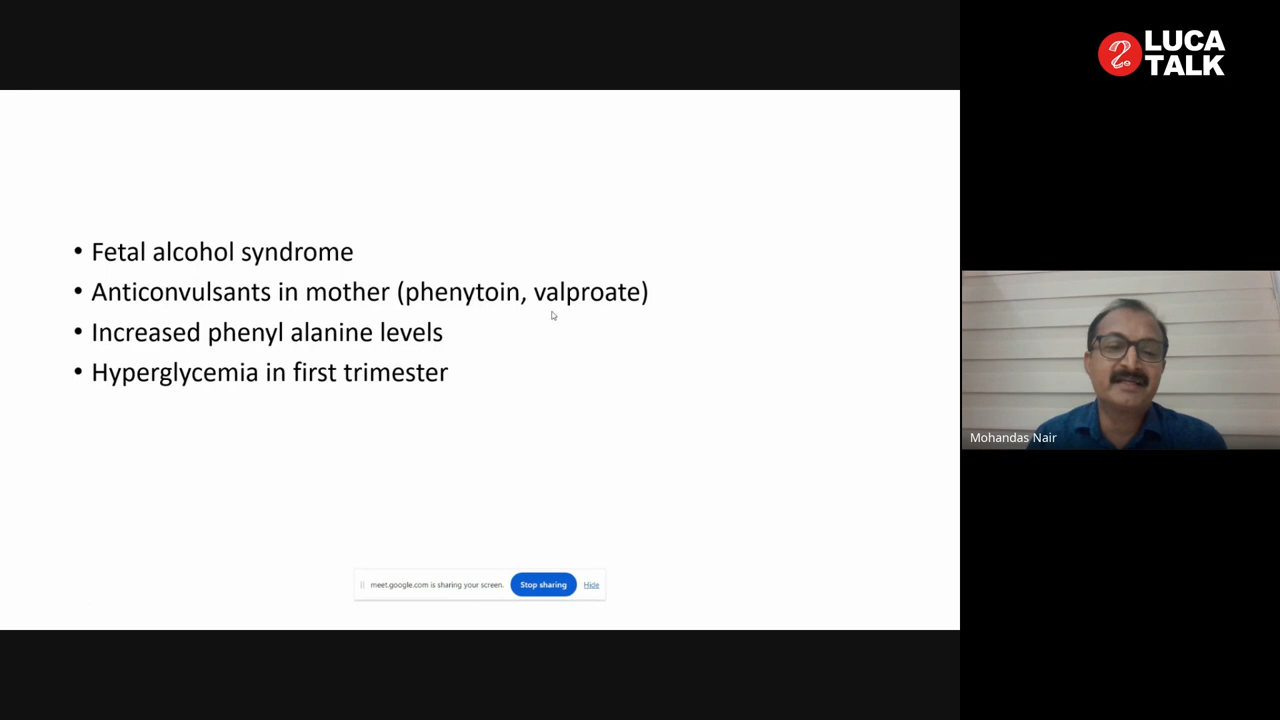 LUCA
TALK
• Fetal alcohol syndrome
• Anticonvulsants in mother (phenytoin, valproate)
• Increased phenyl alanine levels
• Hyperglycemia in first trimester
Mohandas Nair
meet.google.com is sharing your screen. Stop sharing Hide